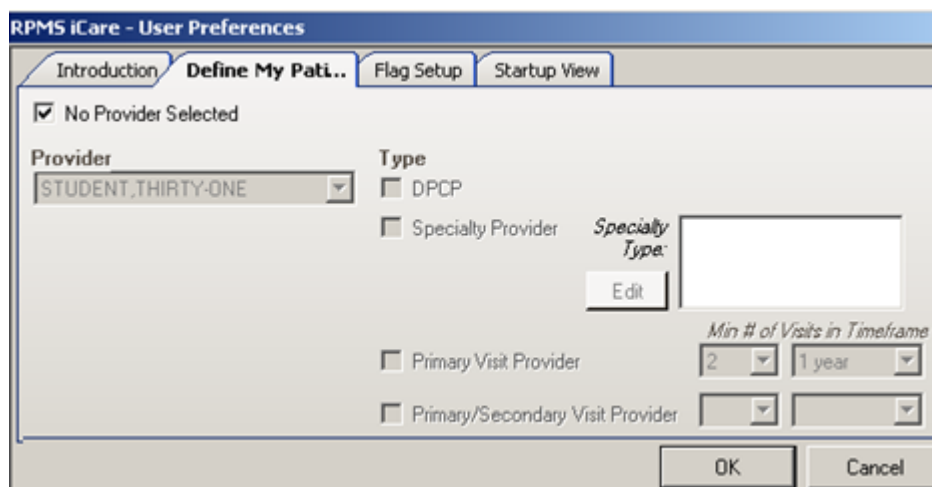 RPMS iCare - User Preferences
Introduction Define My Pati... Flag Setup Startup View
No Provider Selected
Provider Type
STUDENT,THIRTY-ONE DPCP
Specialty Provider Specialty
Type:
Edit
Min # of Visits in Timeframe
Primary Visit Provider 2 1 year
Primary/Secondary Visit Provider
OK Cancel